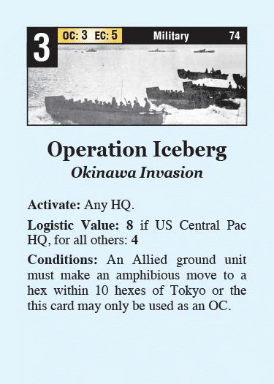 3 OC: 3 EC: 5 Military 74
Operation Iceberg
Okinawa Invasion
Activate: Any HQ.
Logistic Value: 8 if US Central Pac
HQ, for all others: 4
Conditions: An Allied ground unit
must make an amphibious move to a
hex within 10 hexes of Tokyo or the
this card may only be used as an OC.